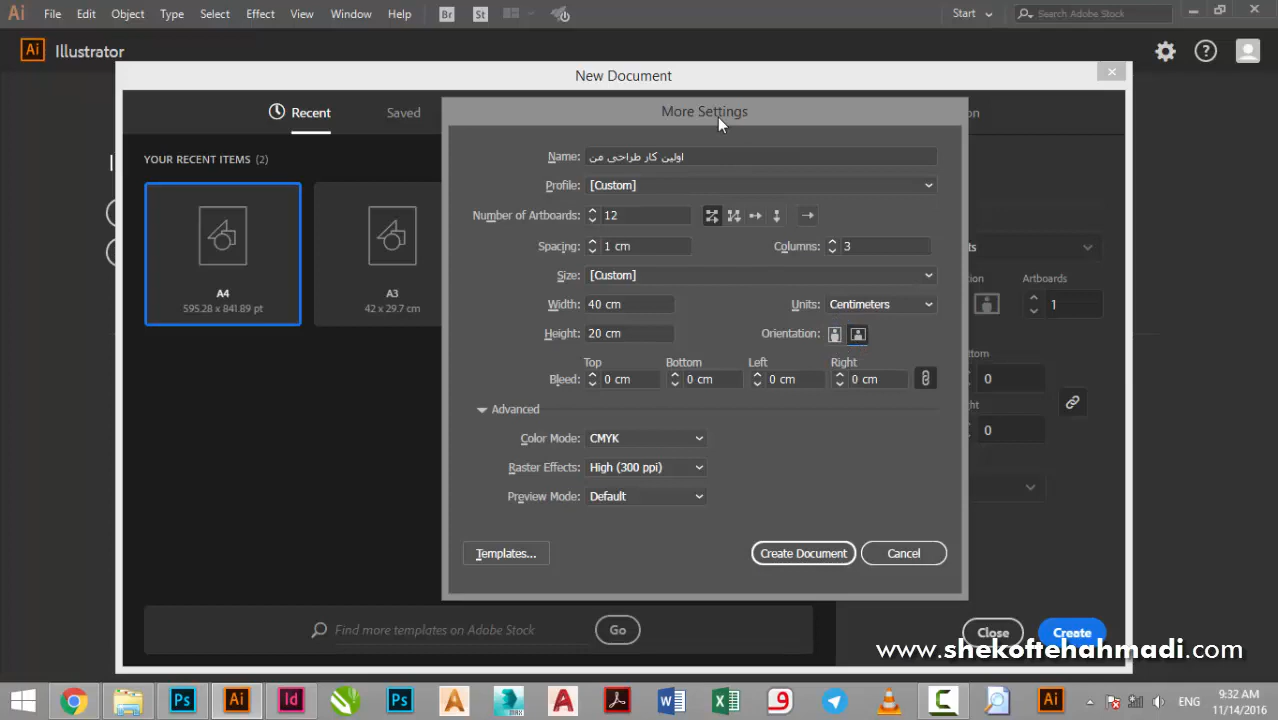 File Edit Object Type Select Effect View Window Help Br St Start Search Adobe Stock
Ai Illustrator
New Document
Recent Saved
YOUR RECENT ITEMS (2)
A4
595.28 x 841.89 pt
A3
42 x 29.7 cm
More Settings
Name: اولین کار طراحی من
Profile: [Custom]
Number of Artboards: 12
Spacing: 1 cm Columns: 3
Size: [Custom]
Width: 40 cm Units: Centimeters
Height: 20 cm Orientation:
Top Bottom Left Right
Bleed: 0 cm 0 cm 0 cm 0 cm
Advanced
Color Mode: CMYK
Raster Effects: High (300 ppi)
Preview Mode: Default
Templates... Create Document Cancel
Artboards
1
0
0
Find more templates on Adobe Stock Go
Close Create
www.shekoftehahmadi.com
ENG 9:32 AM
11/14/2016